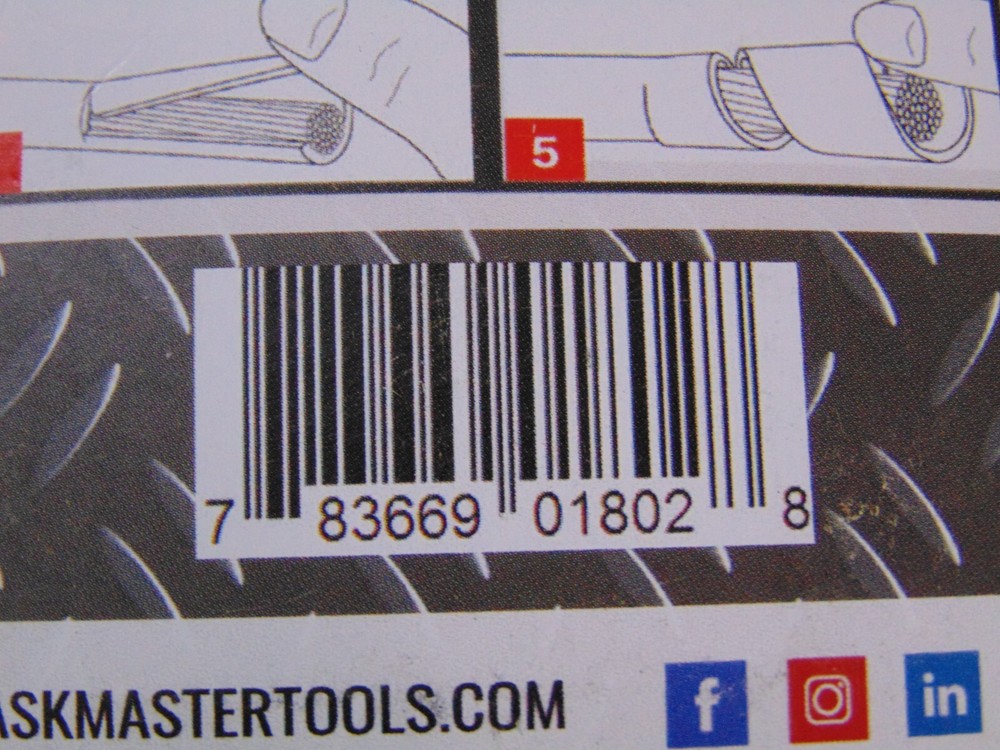 5
7 83669 01802 8
ASKMASTERTOOLS.COM
f in